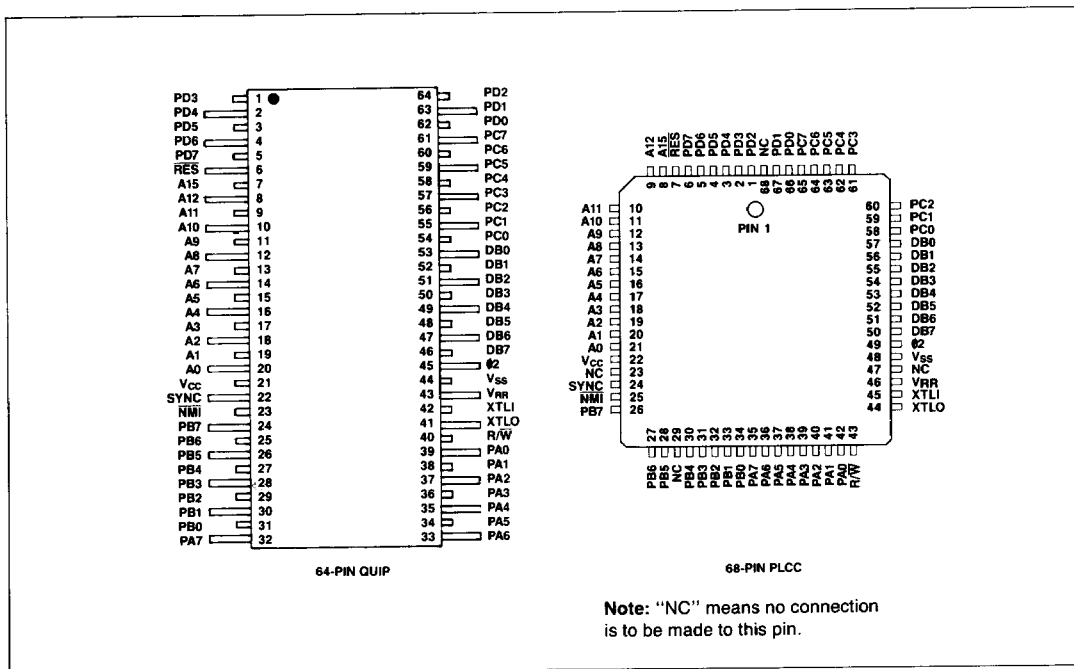 PD3 1
PD4 2
PD5 3
PD6 4
PD7 5
RES 6
A15 7
A12 8
A11 9
A10 10
A9 11
A8 12
A7 13
A6 14
A5 15
A4 16
A3 17
A2 18
A1 19
A0 20
VCC 21
SYNC 22
NMI 23
PB7 24
PB6 25
PB5 26
PB4 27
PB3 28
PB2 29
PB1 30
PB0 31
PA7 32
64 PD2
63 PD1
62 PD0
61 PC7
60 PC6
59 PC5
58 PC4
57 PC3
56 PC2
55 PC1
54 PC0
53 DB0
52 DB1
51 DB2
50 DB3
49 DB4
48 DB5
47 DB6
46 DB7
45 ϕ2
44 VSS
43 VRR
42 XTLI
41 XTLO
40 R/W
39 PA0
38 PA1
37 PA2
36 PA3
35 PA4
34 PA5
33 PA6
64-PIN QUIP
A12 A15 RES PD7 PD6 PD5 PD4 PD3 PD2 NC PD1 PD0 PC7 PC6 PC5 PC4 PC3
9 8 7 6 5 4 3 2 1 68 67 66 65 64 63 62 61
PIN 1
A11 10
A10 11
A9 12
A8 13
A7 14
A6 15
A5 16
A4 17
A3 18
A2 19
A1 20
A0 21
VCC 22
NC 23
SYNC 24
NMI 25
PB7 26
60 PC2
59 PC1
58 PC0
57 DB0
56 DB1
55 DB2
54 DB3
53 DB4
52 DB5
51 DB6
50 DB7
49 ϕ2
48 VSS
47 NC
46 VRR
45 XTLI
44 XTLO
27 28 29 30 31 32 33 34 35 36 37 38 39 40 41 42 43
PB6 PB5 NC PB4 PB3 PB2 PB1 PB0 PA7 PA6 PA5 PA4 PA3 PA2 PA1 PA0 R/W
68-PIN PLCC
Note: "NC" means no connection
is to be made to this pin.